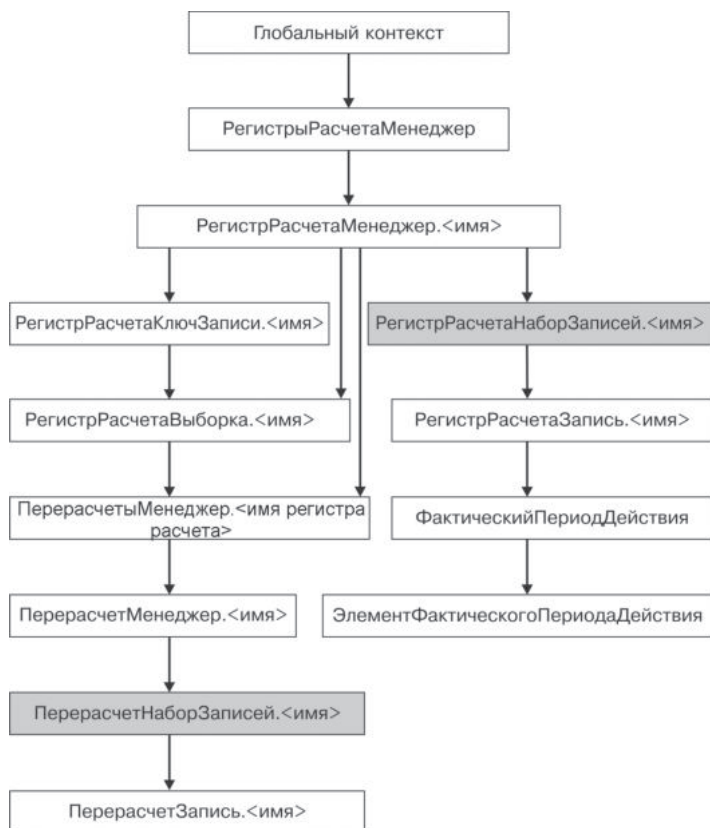 Глобальный контекст
РегистрыРасчетаМенеджер
РегистрРасчетаМенеджер.<имя>
РегистрРасчетаКлючЗаписи.<имя>
РегистрРасчетаНаборЗаписей.<имя>
РегистрРасчетаВыборка.<имя>
РегистрРасчетаЗапись.<имя>
ПерерасчетыМенеджер.<имя регистра
расчета>
ФактическийПериодДействия
ПерерасчетМенеджер.<имя>
ЭлементФактическогоПериодаДействия
ПерерасчетНаборЗаписей.<имя>
ПерерасчетЗапись.<имя>